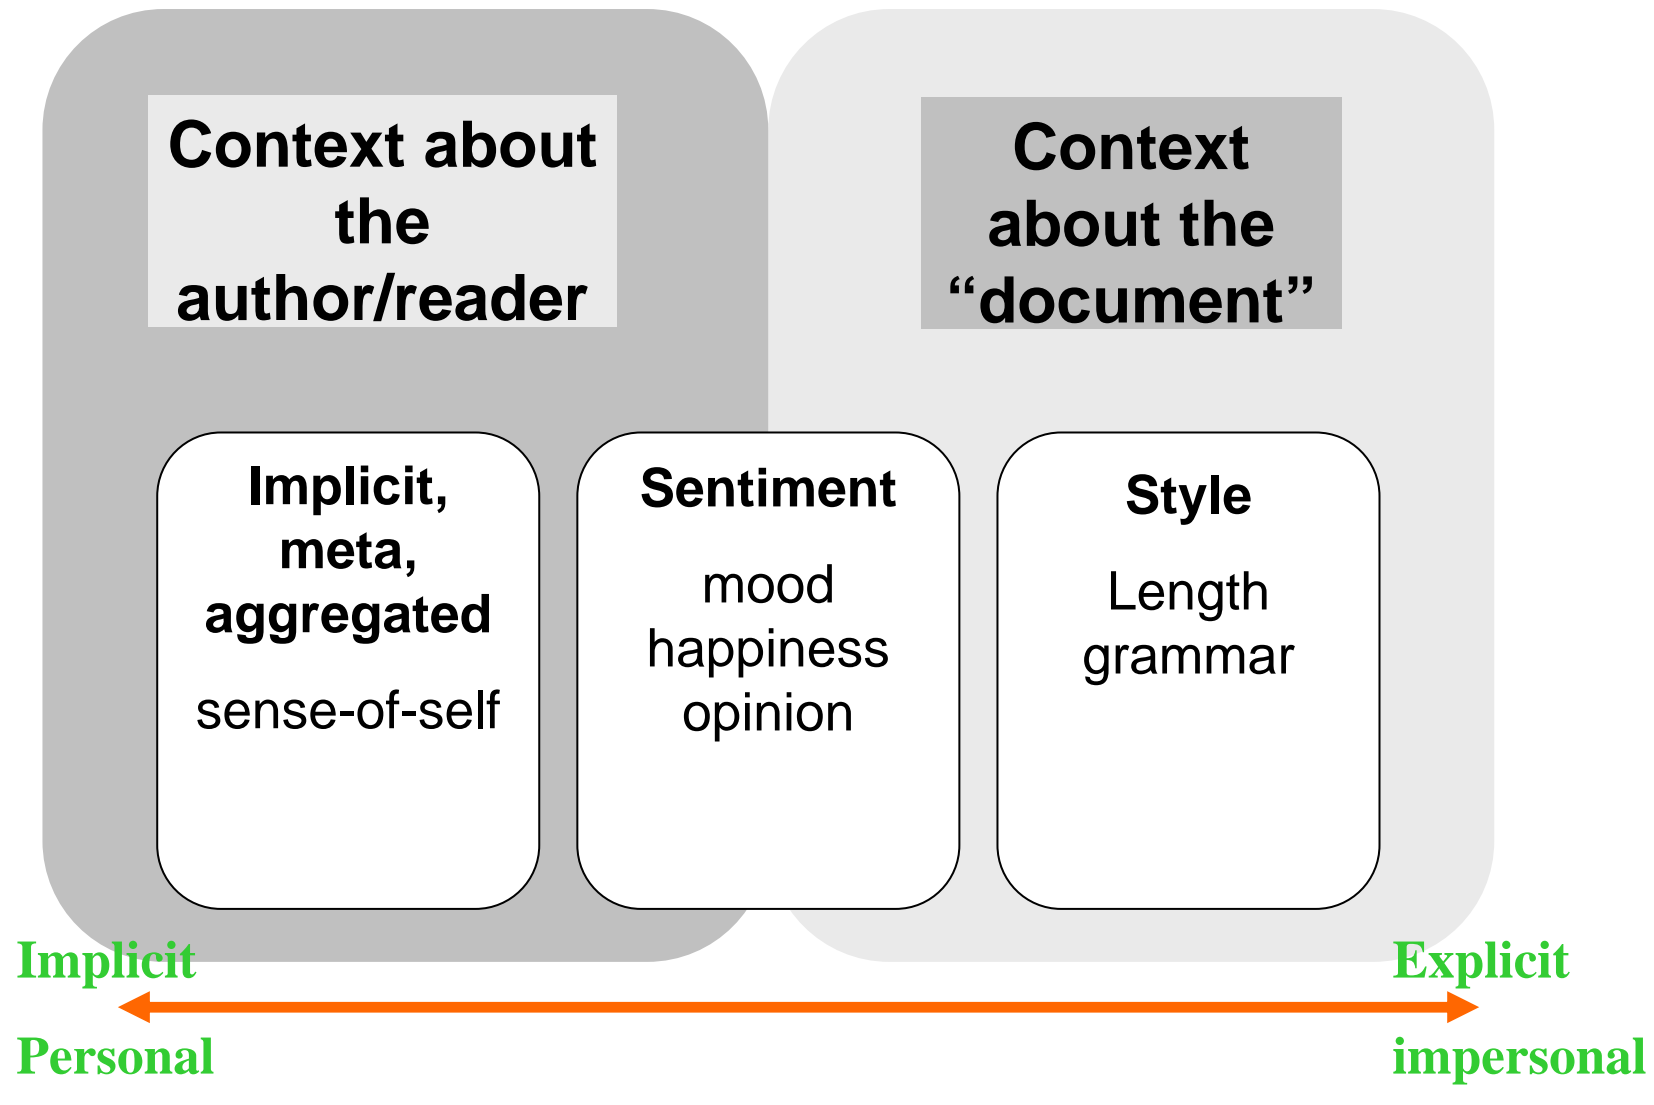 Context about
the
author/reader
Context
about the
“document”
Implicit,
meta,
aggregated
sense-of-self
Sentiment
mood
happiness
opinion
Style
Length
grammar
Implicit
Explicit
Personal
impersonal